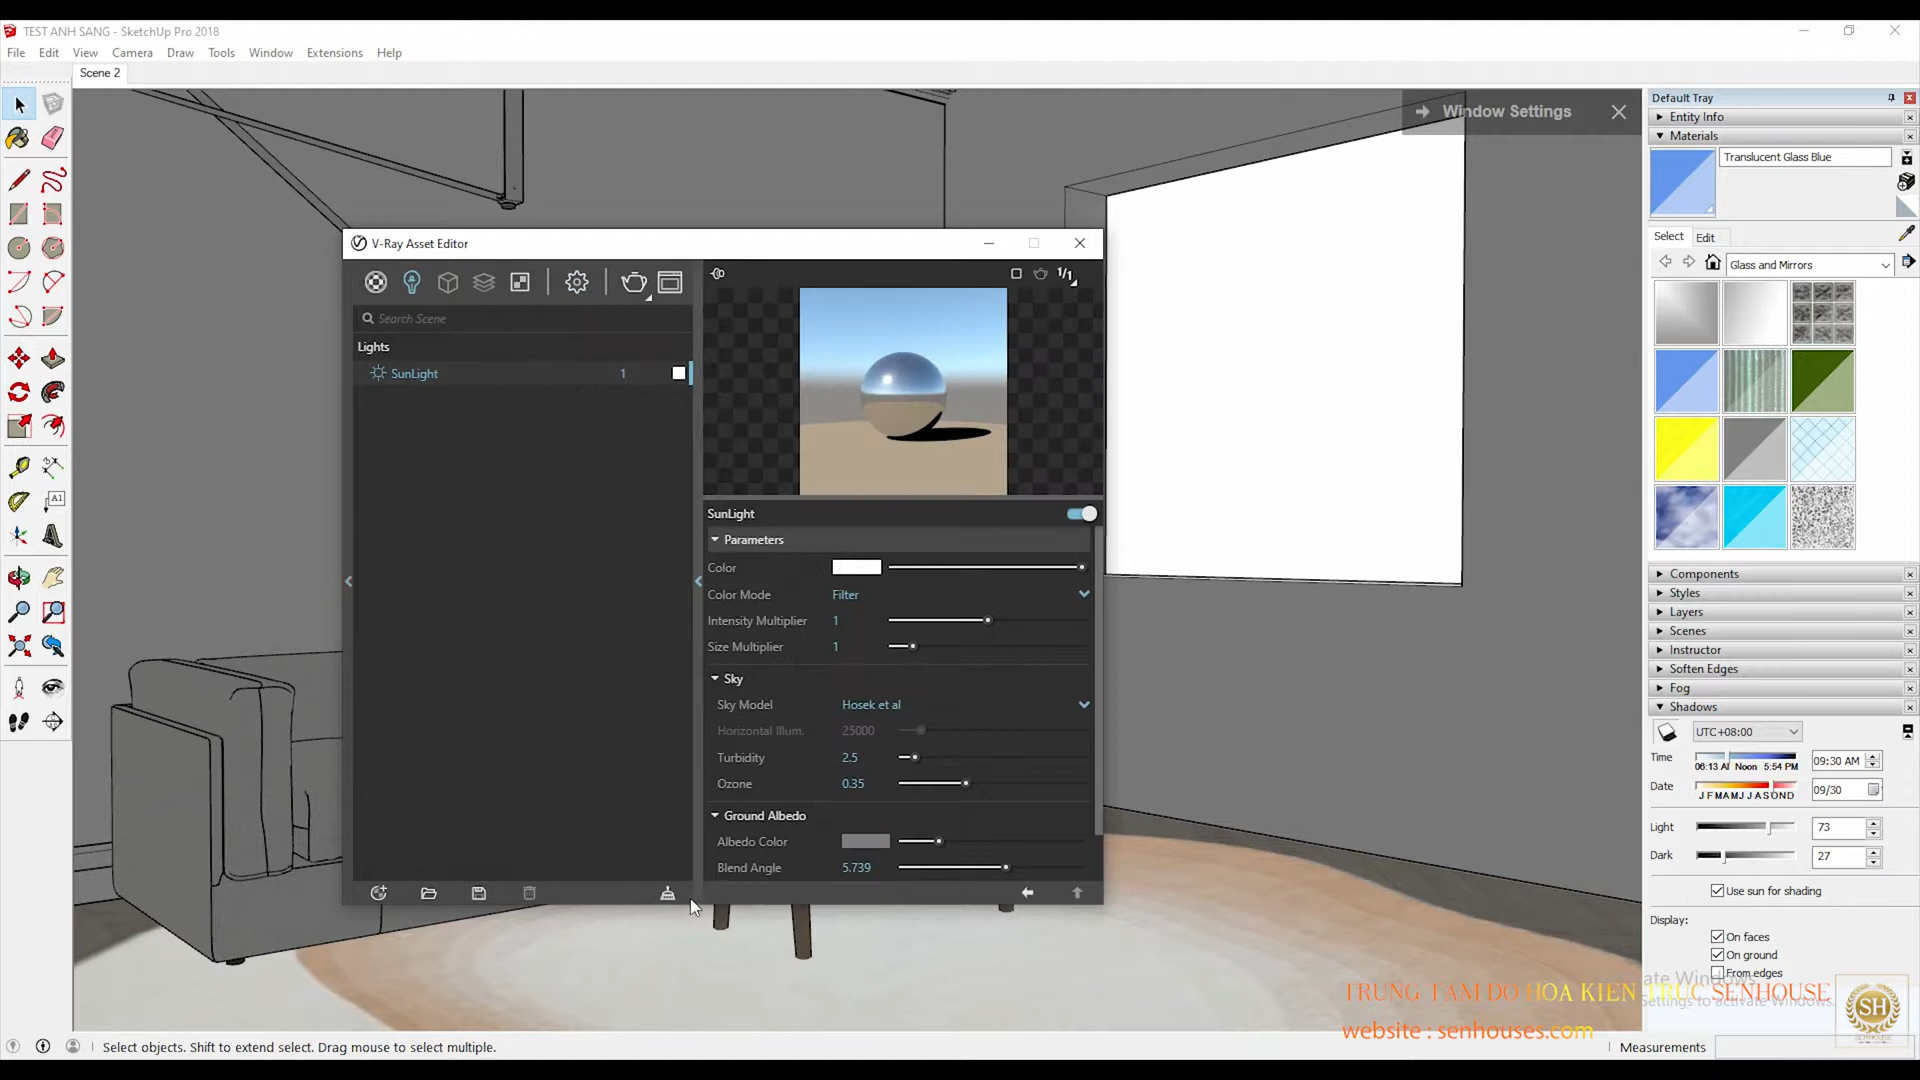 TEST ANH SANG - SketchUp Pro 2018
File Edit View Camera Draw Tools Window Extensions Help
Scene 2
Window Settings
V-Ray Asset Editor
1/1
Search Scene
Lights
SunLight 1
SunLight
Parameters
Color
Color Mode Filter
Intensity Multiplier 1
Size Multiplier 1
Sky
Sky Model Hosek et al
Horizontal Illum. 25000
Turbidity 2.5
Ozone 0.35
Ground Albedo
Albedo Color
Blend Angle 5.739
Default Tray
Entity Info
Materials
Translucent Glass Blue
Select Edit
Glass and Mirrors
Components
Styles
Layers
Scenes
Instructor
Soften Edges
Fog
Shadows
UTC+08:00
Time 09:30 AM
Noon 5:54 PM
Date 09/30
J F M A M J J A S O N D
Light 73
Dark 27
Use sun for shading
Display:
On faces
On ground
From edges
TRUNG TAM DO HOA KIEN TRUC SENHOUSE
website : senhouses.com
SH
SENHOUSE
Select objects. Shift to extend select. Drag mouse to select multiple.
Measurements